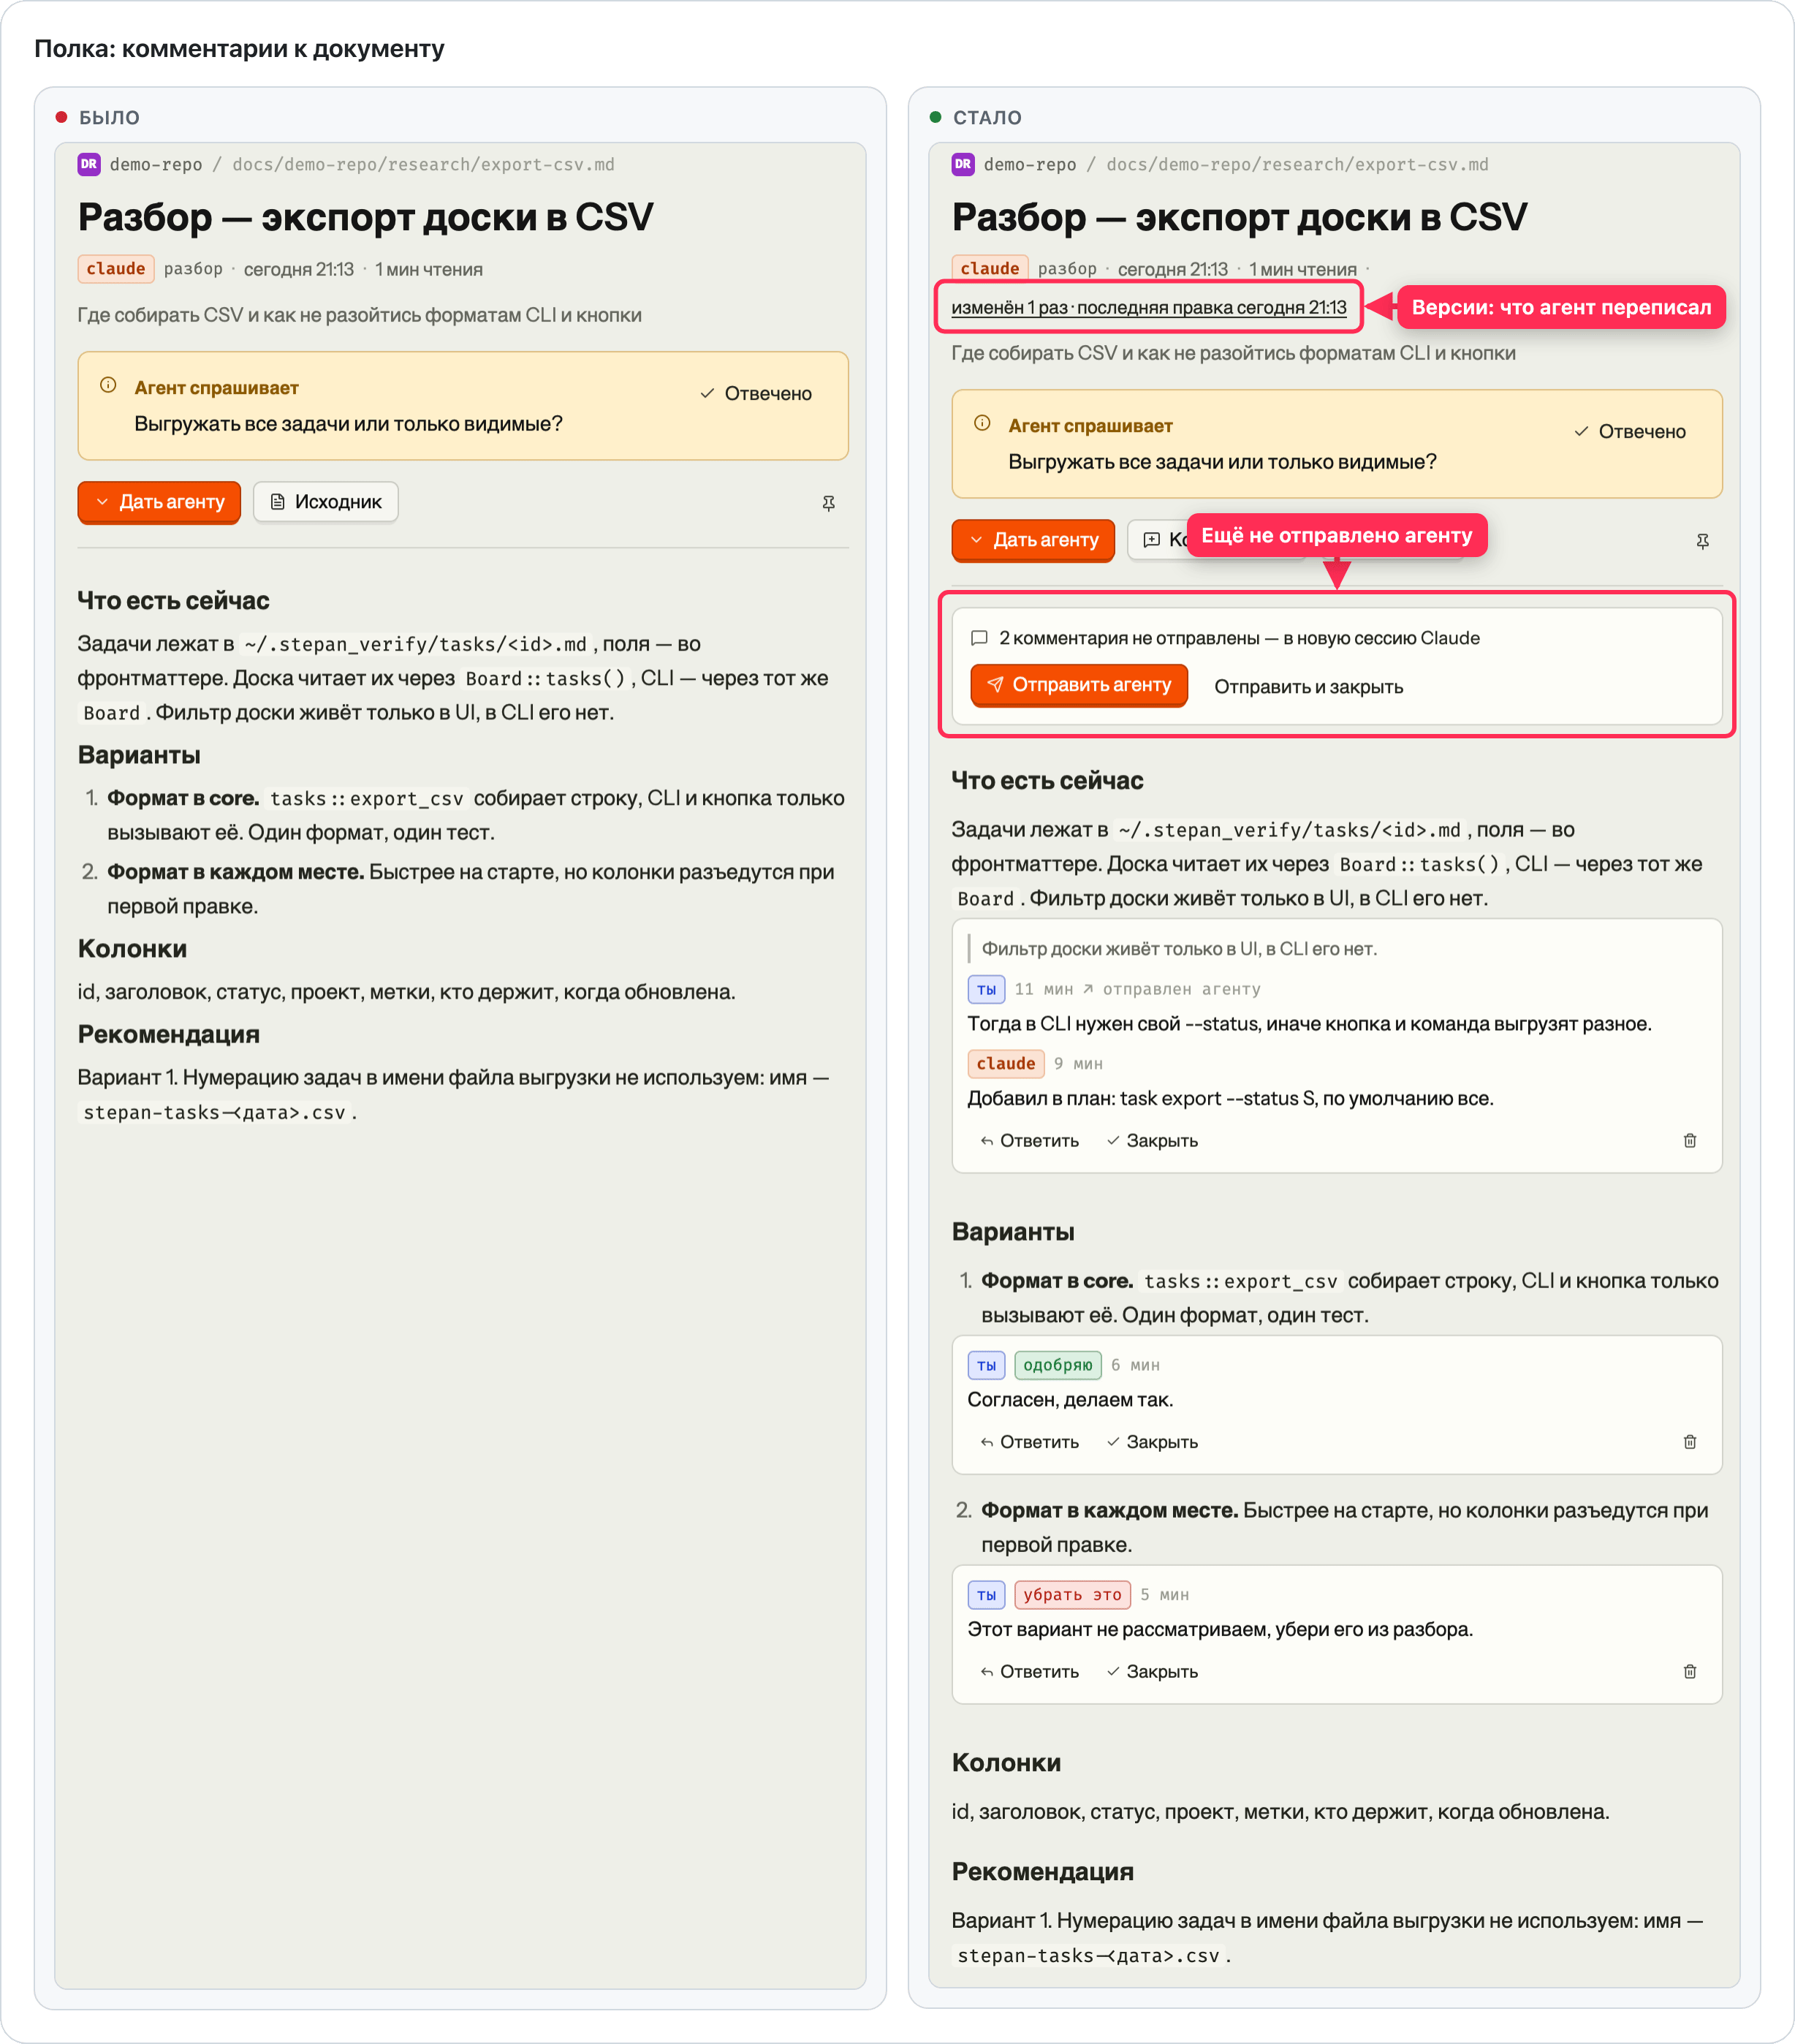 Полка: комментарии к документу
БЫЛО
DR demo-repo / docs/demo-repo/research/export-csv.md
Разбор — экспорт доски в CSV
claude разбор · сегодня 21:13 · 1 мин чтения
Где собирать CSV и как не разойтись форматам CLI и кнопки
Агент спрашивает
Отвечено
Выгружать все задачи или только видимые?
Дать агенту
Исходник
Что есть сейчас
Задачи лежат в ~/.stepan_verify/tasks/<id>.md, поля — во
фронтматтере. Доска читает их через Board::tasks(), CLI — через тот же
Board. Фильтр доски живёт только в UI, в CLI его нет.
Варианты
1. Формат в core. tasks::export_csv собирает строку, CLI и кнопка только
вызывают её. Один формат, один тест.
2. Формат в каждом месте. Быстрее на старте, но колонки разъедутся при
первой правке.
Колонки
id, заголовок, статус, проект, метки, кто держит, когда обновлена.
Рекомендация
Вариант 1. Нумерацию задач в имени файла выгрузки не используем: имя —
stepan-tasks-<дата>.csv.
СТАЛО
DR demo-repo / docs/demo-repo/research/export-csv.md
Разбор — экспорт доски в CSV
claude разбор · сегодня 21:13 · 1 мин чтения ·
изменён 1 раз · последняя правка сегодня 21:13
Версии: что агент переписал
Где собирать CSV и как не разойтись форматам CLI и кнопки
Агент спрашивает
Отвечено
Выгружать все задачи или только видимые?
Дать агенту
Ещё не отправлено агенту
2 комментария не отправлены — в новую сессию Claude
Отправить агенту
Отправить и закрыть
Что есть сейчас
Задачи лежат в ~/.stepan_verify/tasks/<id>.md, поля — во
фронтматтере. Доска читает их через Board::tasks(), CLI — через тот же
Board. Фильтр доски живёт только в UI, в CLI его нет.
Фильтр доски живёт только в UI, в CLI его нет.
ты 11 мин ↗ отправлен агенту
Тогда в CLI нужен свой --status, иначе кнопка и команда выгрузят разное.
claude 9 мин
Добавил в план: task export --status S, по умолчанию все.
Ответить Закрыть
Варианты
1. Формат в core. tasks::export_csv собирает строку, CLI и кнопка только
вызывают её. Один формат, один тест.
ты одобряю 6 мин
Согласен, делаем так.
Ответить Закрыть
2. Формат в каждом месте. Быстрее на старте, но колонки разъедутся при
первой правке.
ты убрать это 5 мин
Этот вариант не рассматриваем, убери его из разбора.
Ответить Закрыть
Колонки
id, заголовок, статус, проект, метки, кто держит, когда обновлена.
Рекомендация
Вариант 1. Нумерацию задач в имени файла выгрузки не используем: имя —
stepan-tasks-<дата>.csv.